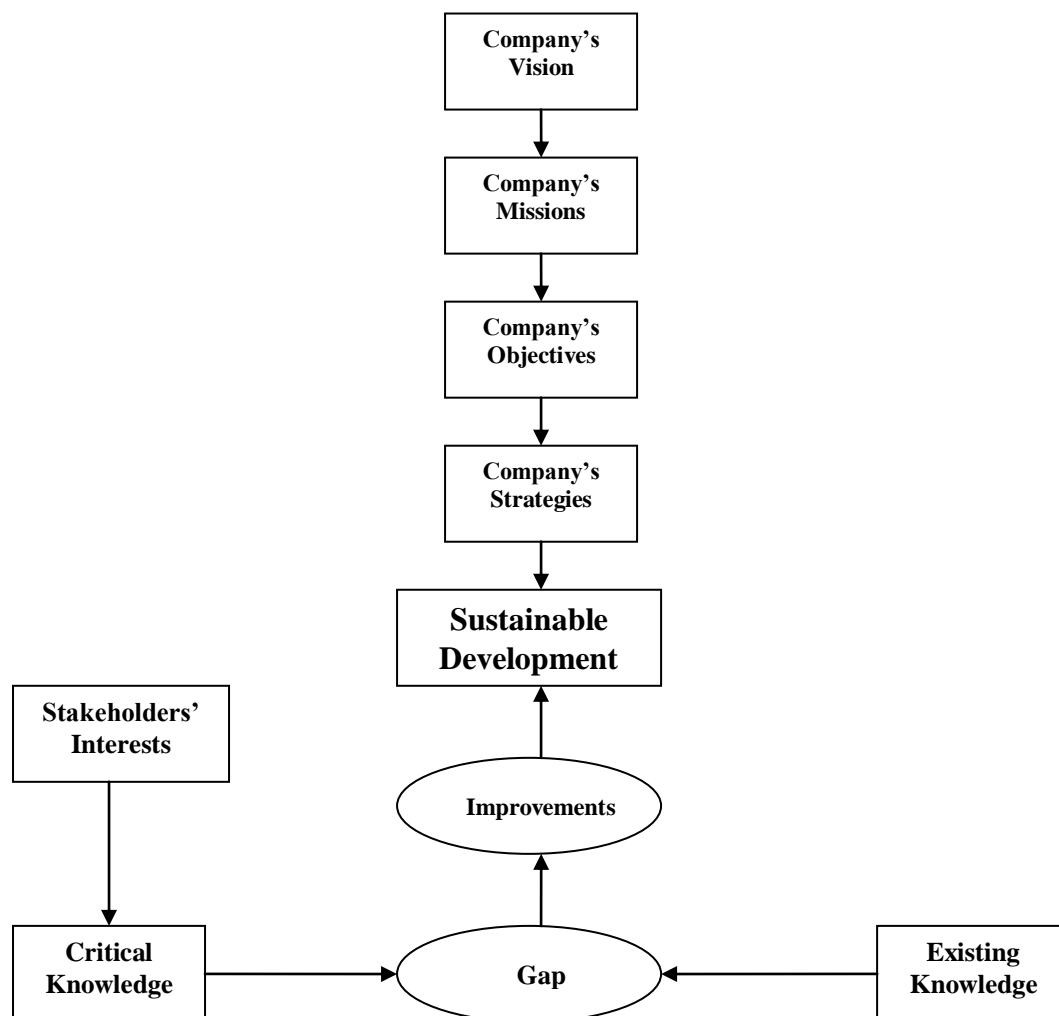 Company’s
Vision
Company’s
Missions
Company’s
Objectives
Company’s
Strategies
Sustainable
Development
Stakeholders’
Interests
Improvements
Critical
Knowledge
Gap
Existing
Knowledge